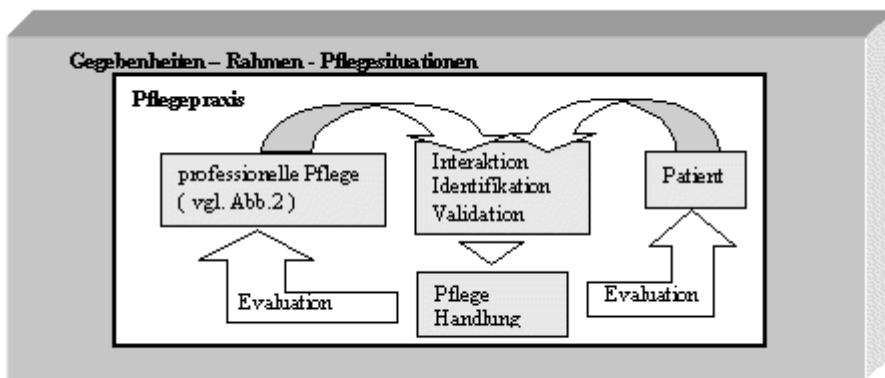 Gegebenheiten – Rahmen - Pflegesituationen
Pflegepraxis
professionelle Pflege
( vgl. Abb.2 )
Interaktion
Identifikation
Validation
Patient
Evaluation
Pflege
Handlung
Evaluation